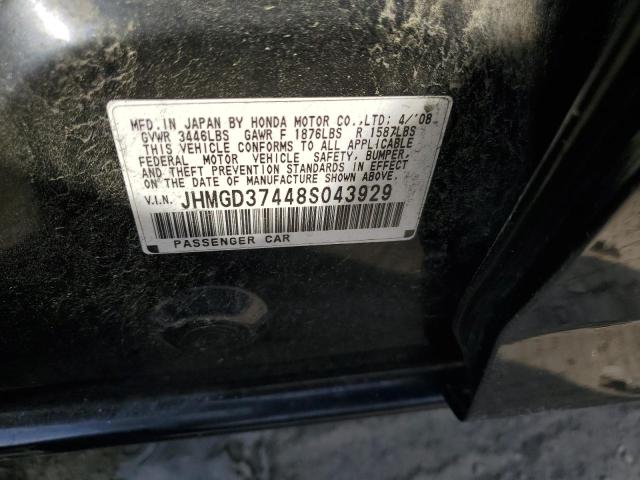 MFD.IN JAPAN BY HONDA MOTOR CO.,LTD; 4/'08
GVWR 3446LBS GAWR F 1876LBS R 1587LBS
THIS VEHICLE CONFORMS TO ALL APPLICABLE
FEDERAL MOTOR VEHICLE SAFETY, BUMPER,
AND THEFT PREVENTION STANDARDS IN EFFECT
ON THE DATE OF MANUFACTURE SHOWN ABOVE.
V.I.N. JHMGD37448S043929
PASSENGER CAR